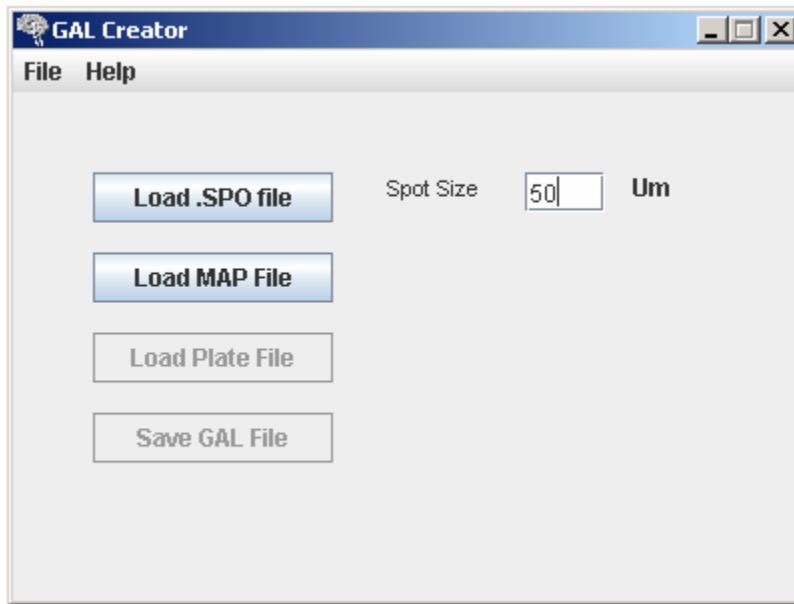 GAL Creator
File Help
Load .SPO file Spot Size 50 Um
Load MAP File
Load Plate File
Save GAL File